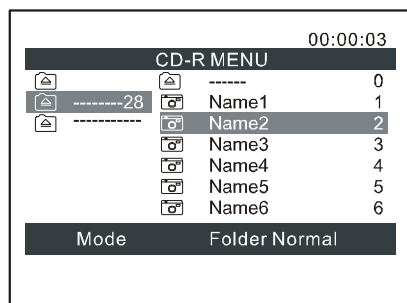 00:00:03
CD-R MENU
------ 0
--------28 Name1 1
----------- Name2 2
Name3 3
Name4 4
Name5 5
Name6 6
Mode Folder Normal